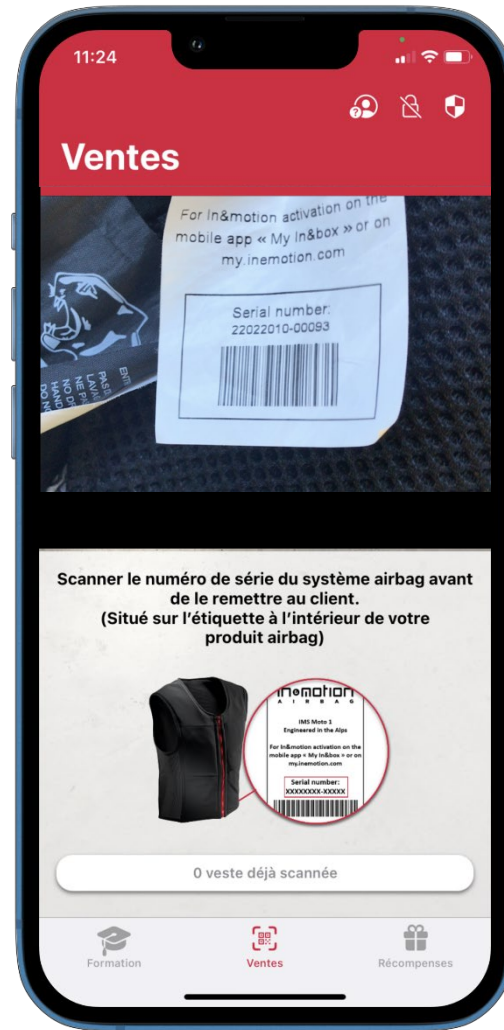 11:24
Ventes
For In&motion activation on the
mobile app « My In&box » or on
my.inemotion.com
Serial number:
22022010-00093
Scanner le numéro de série du système airbag avant
de le remettre au client.
(Situé sur l’étiquette à l’intérieur de votre
produit airbag)
in&motion
AIRBAG
IMS Moto 1
Engineered in the Alps
For In&motion activation on the
mobile app « My In&box » or on
my.inemotion.com
Serial number:
XXXXXXXX-XXXXX
0 veste déjà scannée
Formation
Ventes
Récompenses